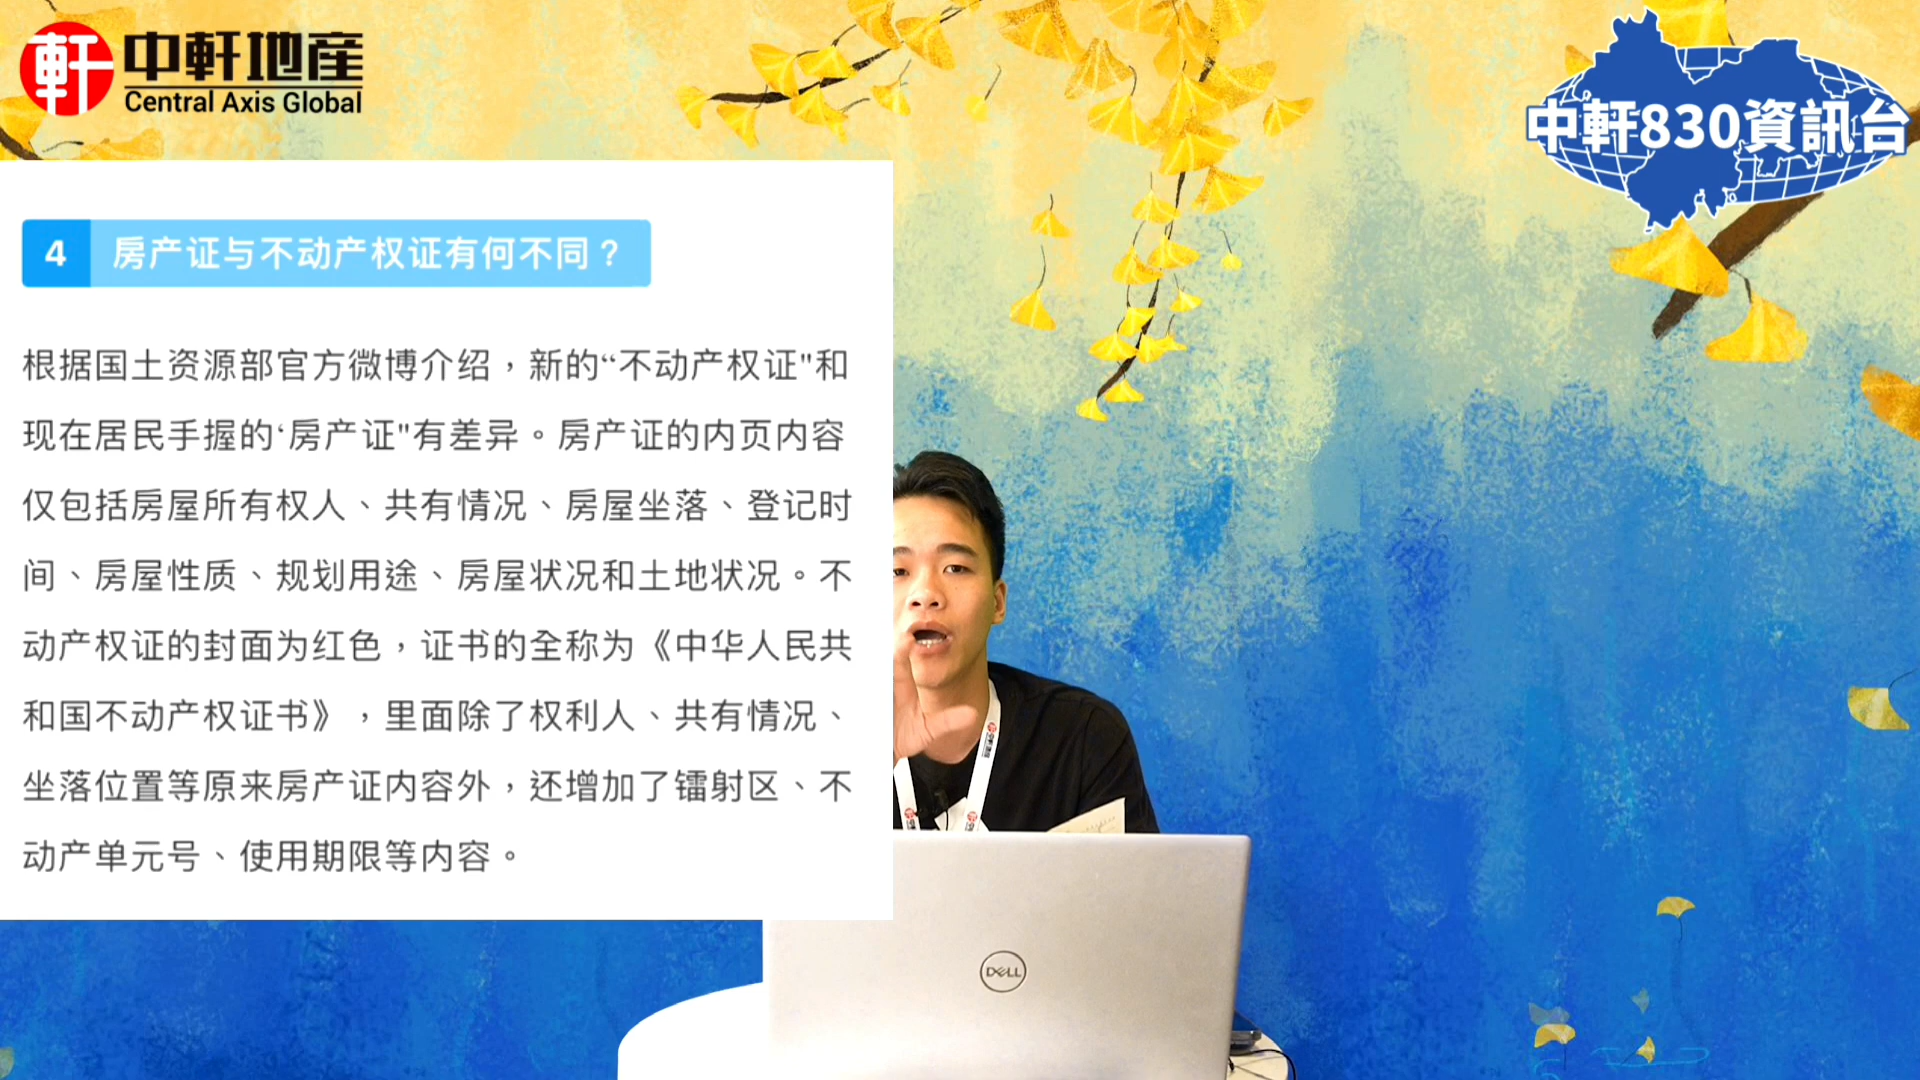 軒 中軒地産
Central Axis Global
中軒830資訊台
4 房产证与不动产权证有何不同？
根据国土资源部官方微博介绍，新的“不动产权证"和
现在居民手握的‘房产证"有差异。房产证的内页内容
仅包括房屋所有权人、共有情况、房屋坐落、登记时
间、房屋性质、规划用途、房屋状况和土地状况。不
动产权证的封面为红色，证书的全称为《中华人民共
和国不动产权证书》，里面除了权利人、共有情况、
坐落位置等原来房产证内容外，还增加了镭射区、不
动产单元号、使用期限等内容。
DELL